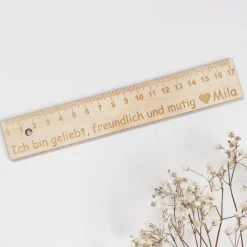 0 1 2 3 4 5 6 7 8 9 10 11 12 13 14 15 16 17
Ich bin geliebt, freundlich und mutig ♥ Mila